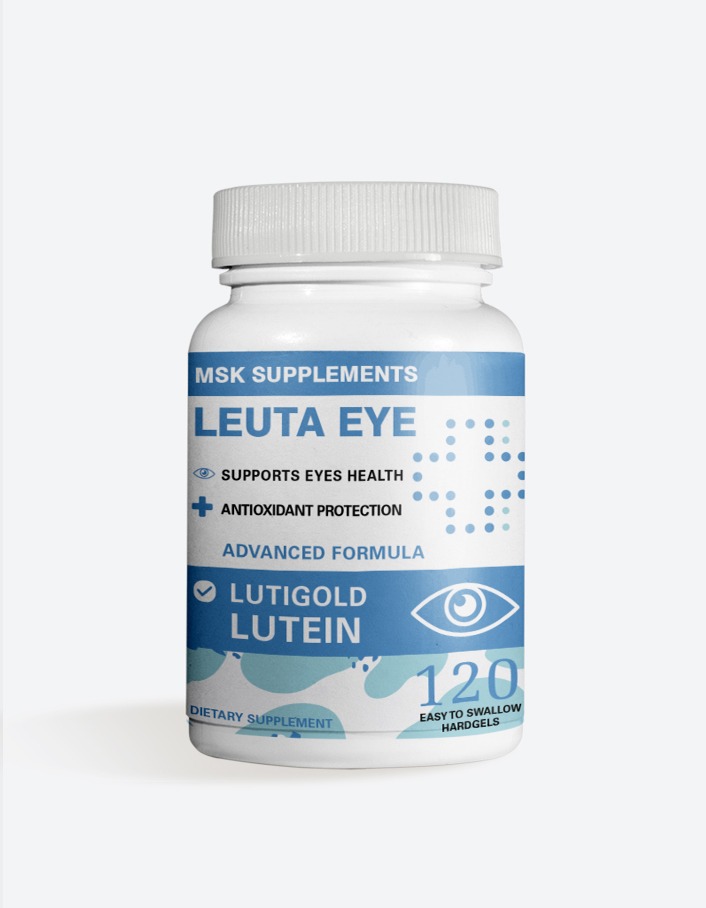 MSK SUPPLEMENTS
LEUTA EYE
SUPPORTS EYES HEALTH
ANTIOXIDANT PROTECTION
ADVANCED FORMULA
LUTIGOLD
LUTEIN
120
EASY TO SWALLOW
HARDGELS
DIETARY SUPPLEMENT